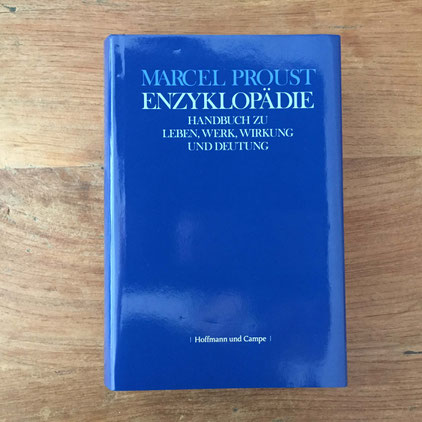 MARCEL PROUST
ENZYKLOPÄDIE
HANDBUCH ZU
LEBEN, WERK, WIRKUNG
UND DEUTUNG
| Hoffmann und Campe |